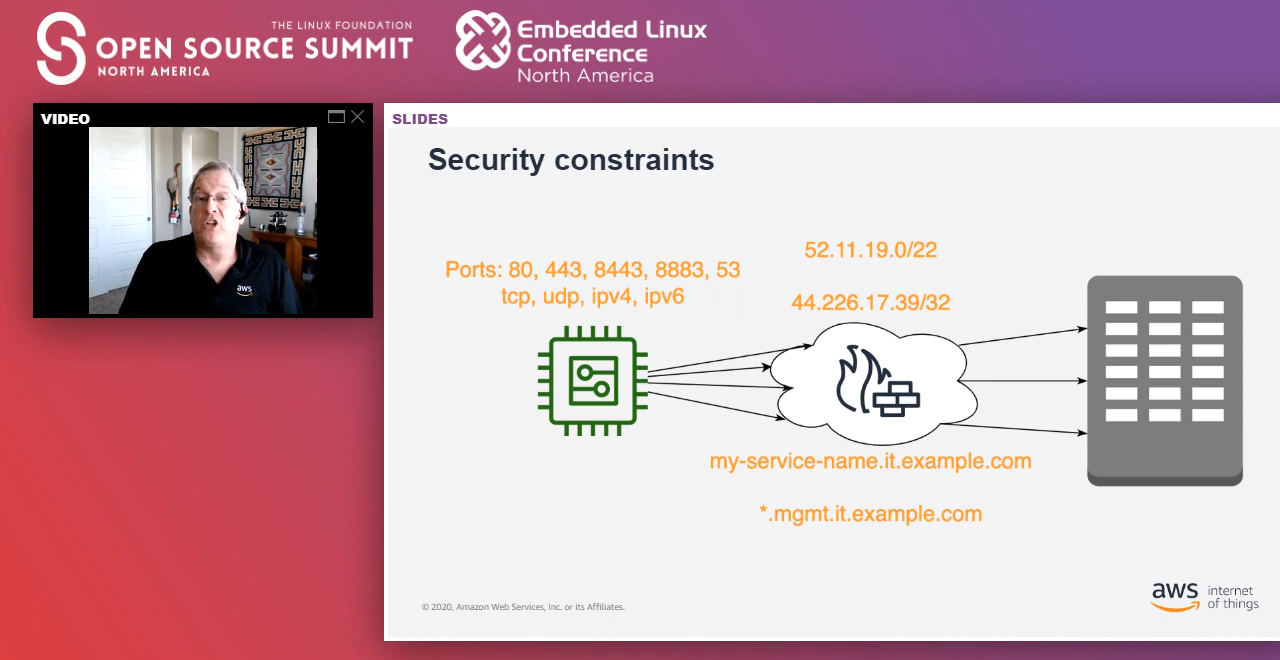 THE LINUX FOUNDATION
OPEN SOURCE SUMMIT
NORTH AMERICA
Embedded Linux
Conference
North America
VIDEO
aws
SLIDES
Security constraints
Ports: 80, 443, 8443, 8883, 53
tcp, udp, ipv4, ipv6
52.11.19.0/22
44.226.17.39/32
my-service-name.it.example.com
*.mgmt.it.example.com
© 2020, Amazon Web Services, Inc. or its Affiliates.
aws
internet
of things